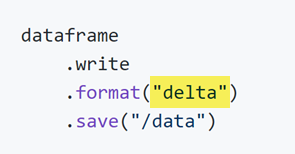 dataframe
    .write
    .format("delta")
    .save("/data")